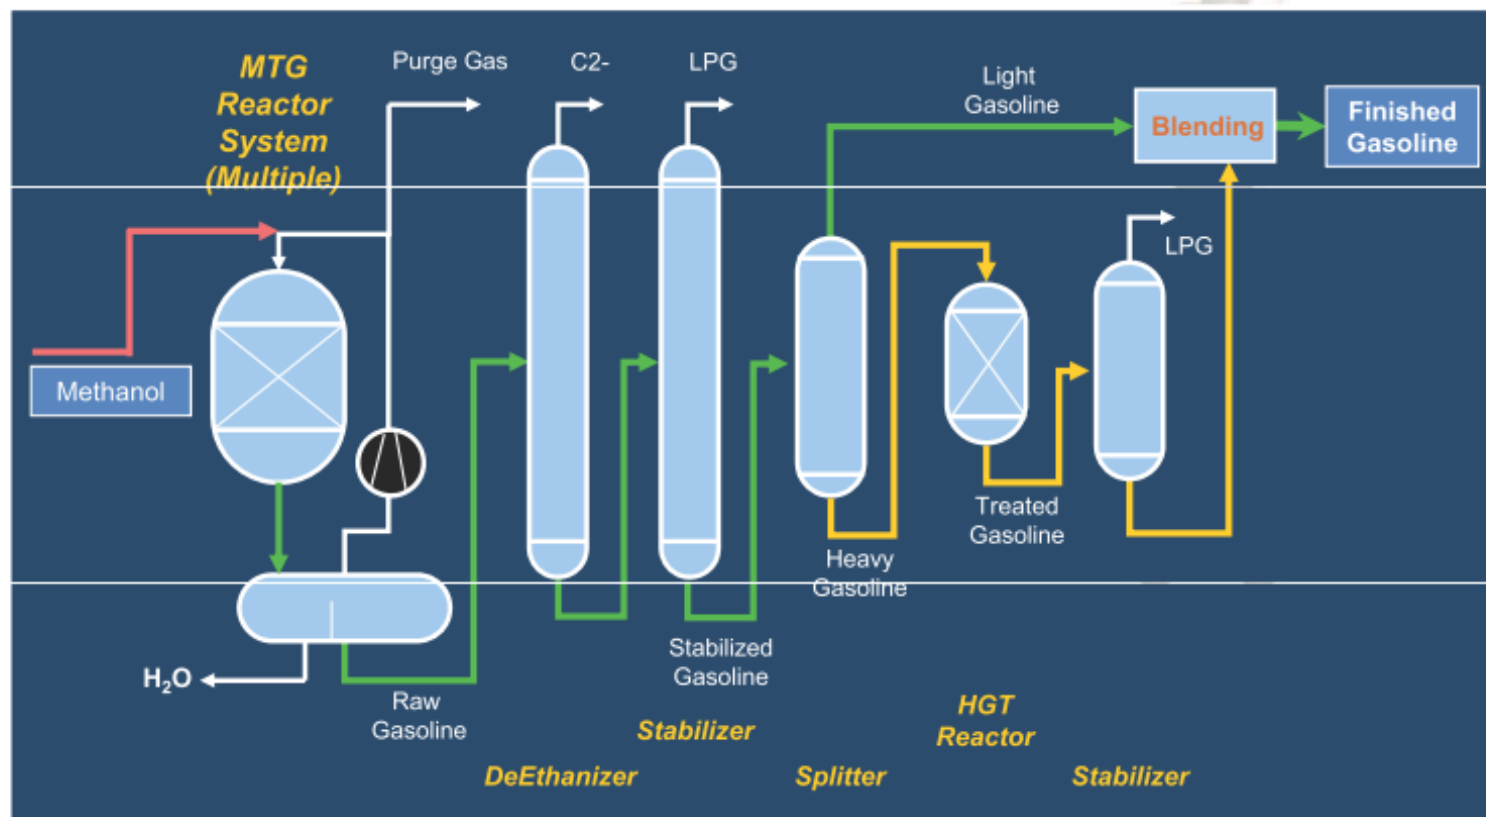 MTG
Reactor
System
(Multiple)
Purge Gas
C2-
LPG
Light
Gasoline
Blending
Finished
Gasoline
LPG
Methanol
Treated
Gasoline
Heavy
Gasoline
Stabilized
Gasoline
H₂O
Raw
Gasoline
HGT
Reactor
Stabilizer
DeEthanizer
Splitter
Stabilizer